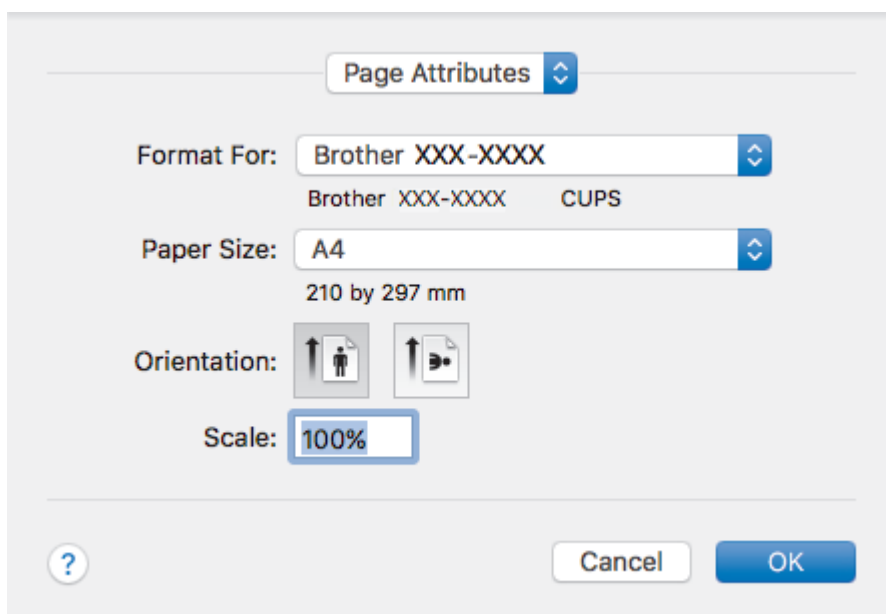 Page Attributes
Format For: Brother XXX-XXXX
Brother XXX-XXXX CUPS
Paper Size: A4
210 by 297 mm
Orientation:
Scale: 100%
? Cancel OK